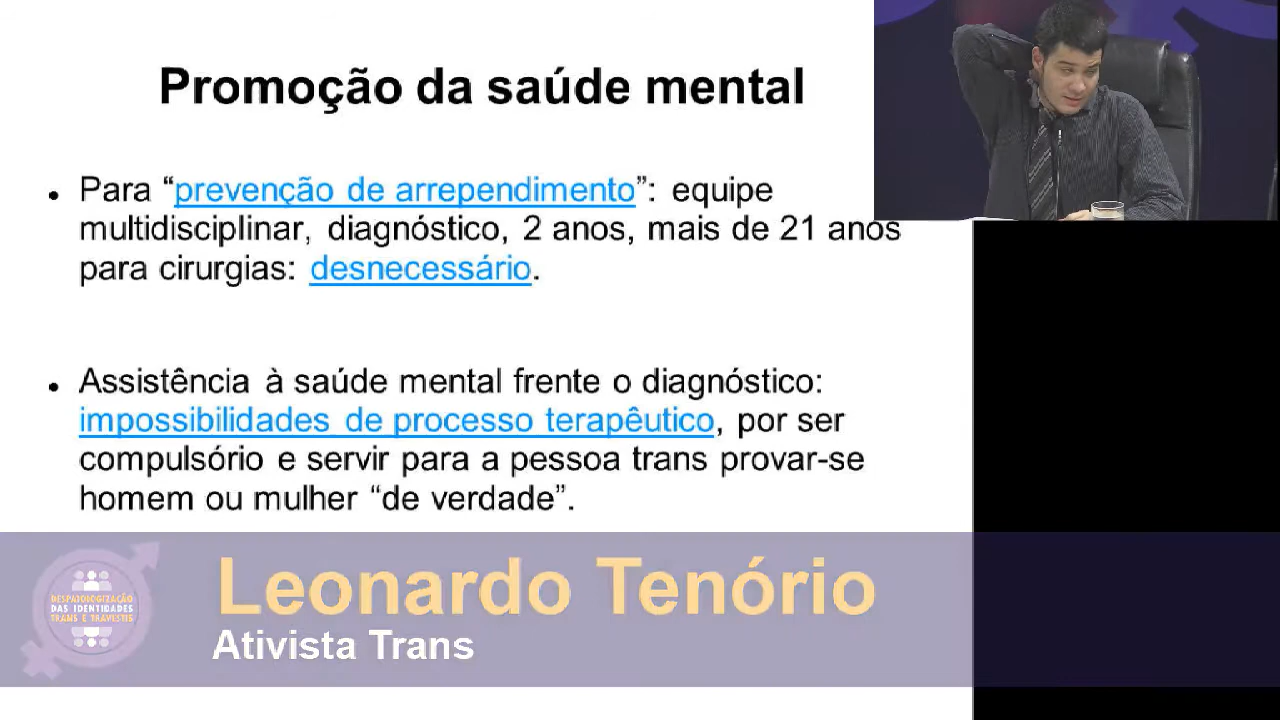 Promoção da saúde mental
Para “prevenção de arrependimento”: equipe
multidisciplinar, diagnóstico, 2 anos, mais de 21 anos
para cirurgias: desnecessário.
Assistência à saúde mental frente o diagnóstico:
impossibilidades de processo terapêutico, por ser
compulsório e servir para a pessoa trans provar-se
homem ou mulher “de verdade”.
Leonardo Tenório
Ativista Trans
DESPATOLOGIZAÇÃO
DAS IDENTIDADES
TRANS E TRAVESTIS